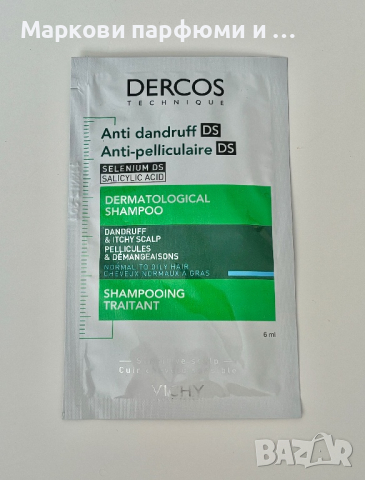 Маркови парфюми и ...
DERCOS
TECHNIQUE
Anti dandruff DS
Anti-pelliculaire DS
SELENIUM DS
SALICYLIC ACID
DERMATOLOGICAL
SHAMPOO
DANDRUFF
& ITCHY SCALP
PELLICULES
& DÉMANGEAISONS
NORMAL TO OILY HAIR
CHEVEUX NORMAUX À GRAS
SHAMPOOING
TRAITANT
6 ml
VICHY
BAZAR